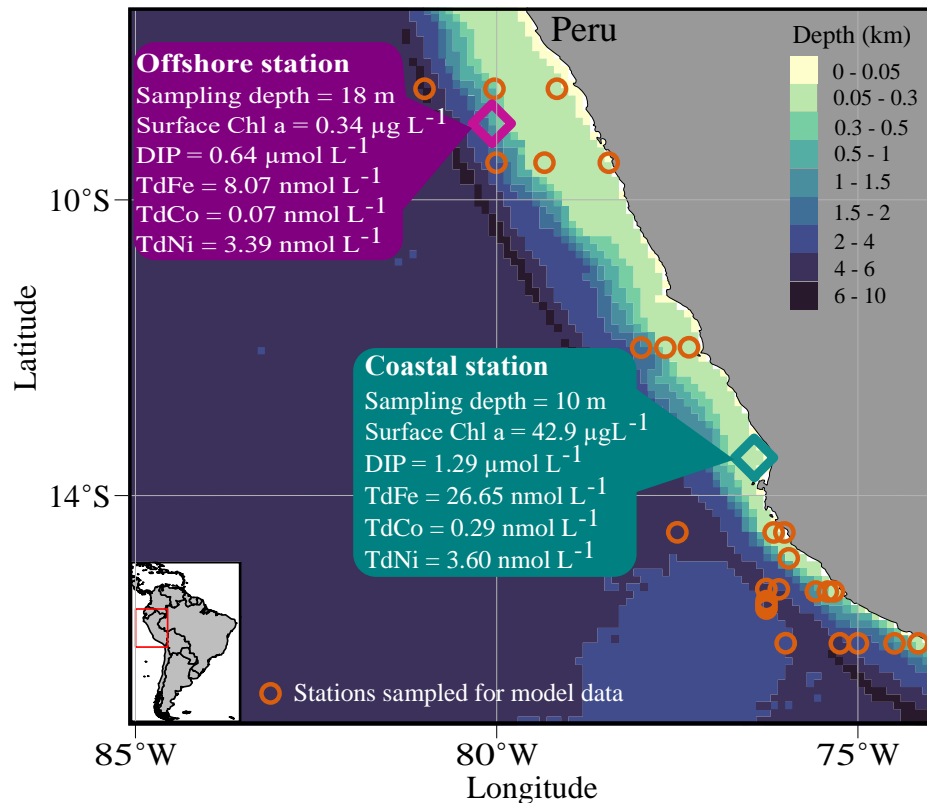 Peru
Depth (km)
0 - 0.05
0.05 - 0.3
0.3 - 0.5
0.5 - 1
1 - 1.5
1.5 - 2
2 - 4
4 - 6
6 - 10
Offshore station
Sampling depth = 18 m
Surface Chl a = 0.34 µg L⁻¹
DIP = 0.64 µmol L⁻¹
TdFe = 8.07 nmol L⁻¹
TdCo = 0.07 nmol L⁻¹
TdNi = 3.39 nmol L⁻¹
10°S
Latitude
Coastal station
Sampling depth = 10 m
Surface Chl a = 42.9 µgL⁻¹
DIP = 1.29 µmol L⁻¹
TdFe = 26.65 nmol L⁻¹
TdCo = 0.29 nmol L⁻¹
TdNi = 3.60 nmol L⁻¹
14°S
Stations sampled for model data
85°W
80°W
75°W
Longitude